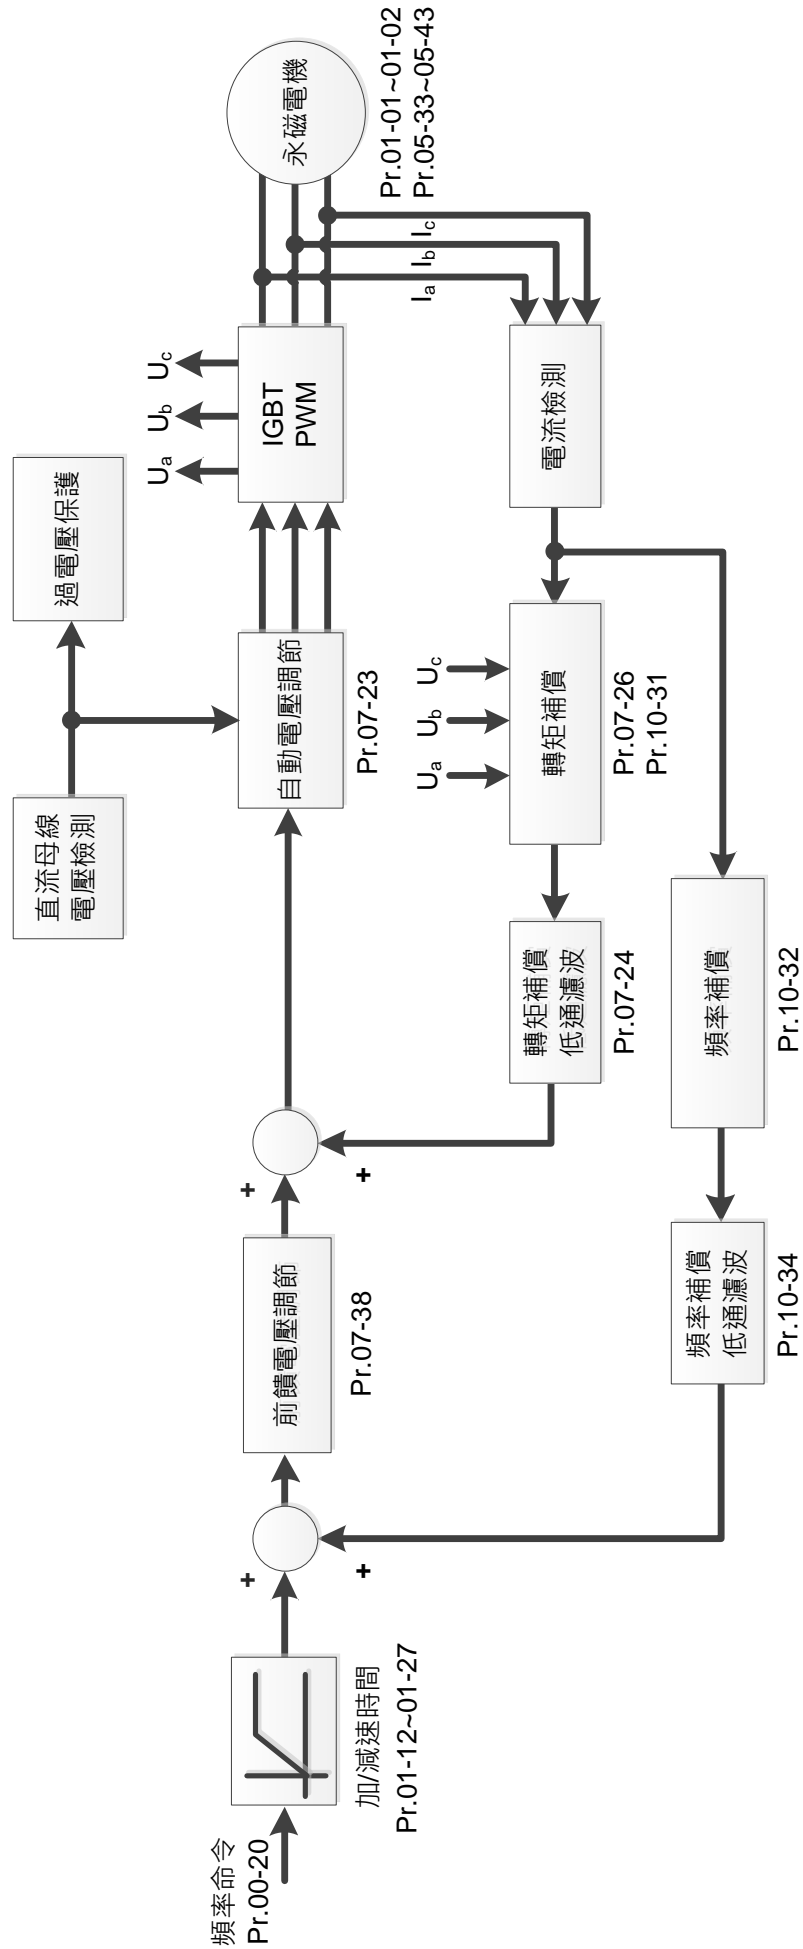 頻率命令
Pr.00-20
加/減速時間
Pr.01-12~01-27
+
+
前饋電壓調節
Pr.07-38
+
+
直流母線
電壓檢測
過電壓保護
自動電壓調節
Pr.07-23
IGBT
PWM
Ua
Ub
Uc
永磁電機
Pr.01-01~01-02
Pr.05-33~05-43
Ia
Ib
Ic
電流檢測
Ua
Ub
Uc
轉矩補償
Pr.07-26
Pr.10-31
轉矩補償
低通濾波
Pr.07-24
頻率補償
Pr.10-32
頻率補償
低通濾波
Pr.10-34